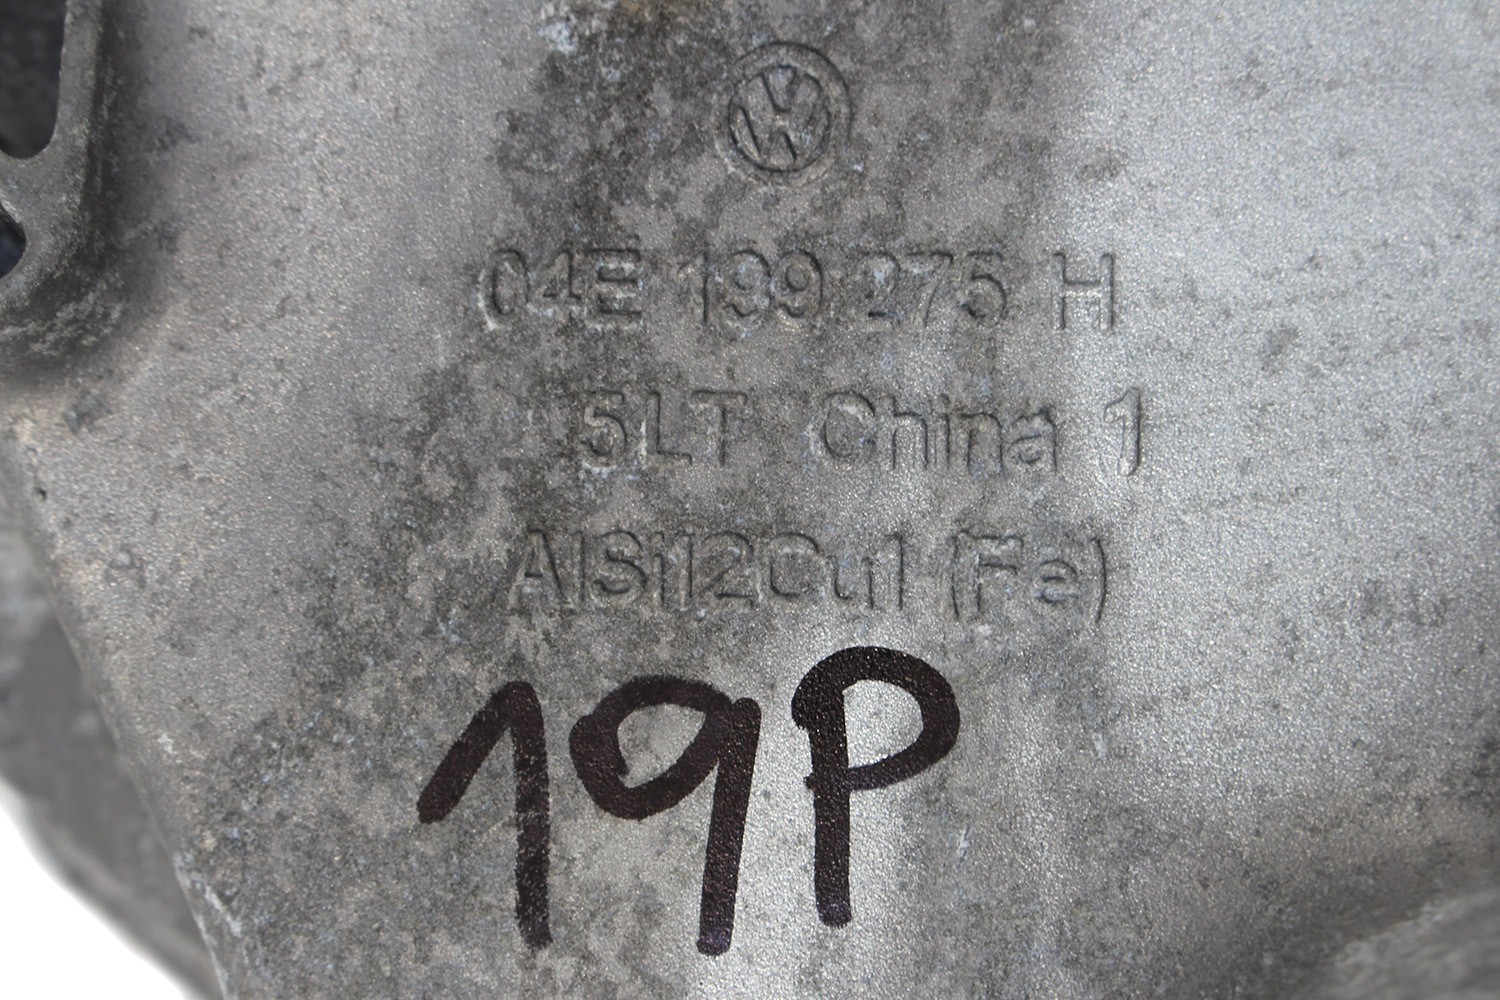 04E 199 275 H
5LT China 1
AlSi12Cu1 (Fe)
19P